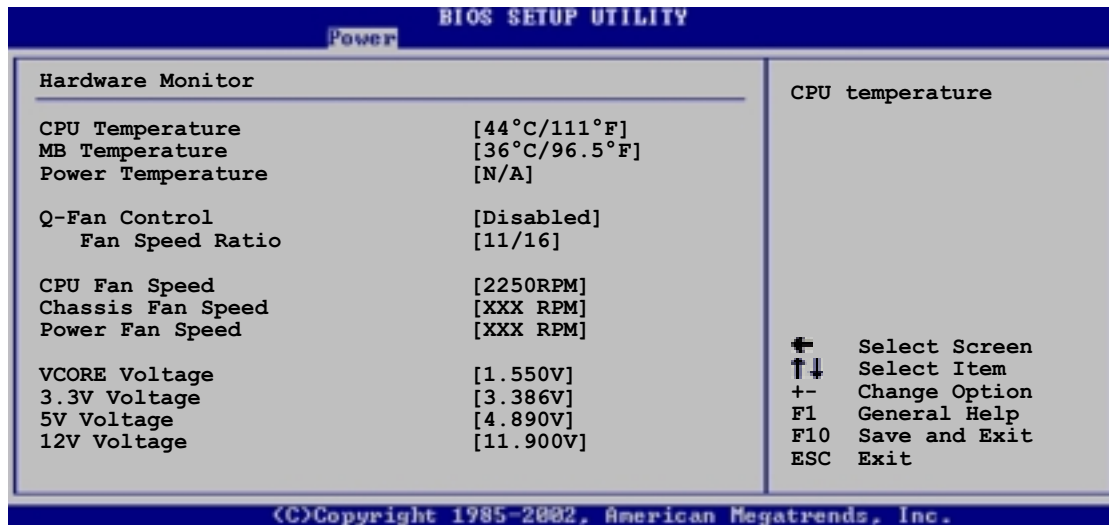 BIOS SETUP UTILITY
Power
Hardware Monitor
CPU Temperature [44°C/111°F]
MB Temperature [36°C/96.5°F]
Power Temperature [N/A]
Q-Fan Control [Disabled]
Fan Speed Ratio [11/16]
CPU Fan Speed [2250RPM]
Chassis Fan Speed [XXX RPM]
Power Fan Speed [XXX RPM]
VCORE Voltage [1.550V]
3.3V Voltage [3.386V]
5V Voltage [4.890V]
12V Voltage [11.900V]
CPU temperature
← Select Screen
↑↓ Select Item
+- Change Option
F1 General Help
F10 Save and Exit
ESC Exit
(C)Copyright 1985-2002, American Megatrends, Inc.